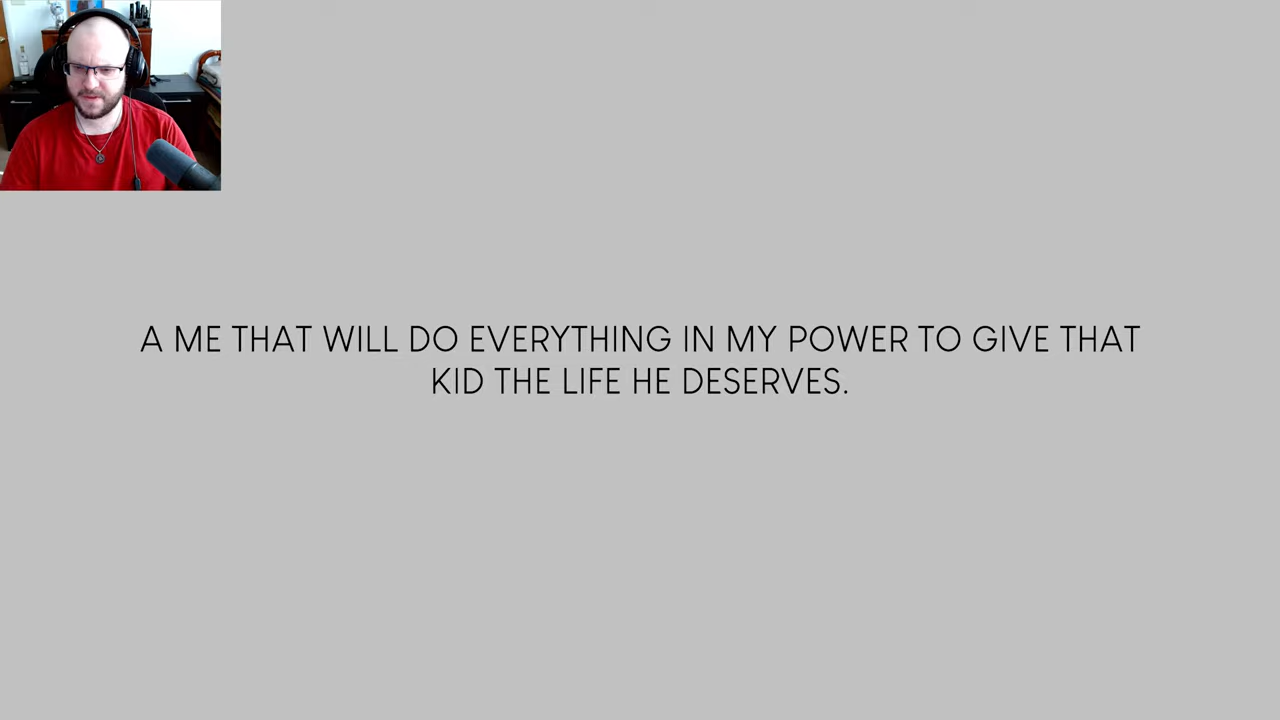 A ME THAT WILL DO EVERYTHING IN MY POWER TO GIVE THAT
KID THE LIFE HE DESERVES.